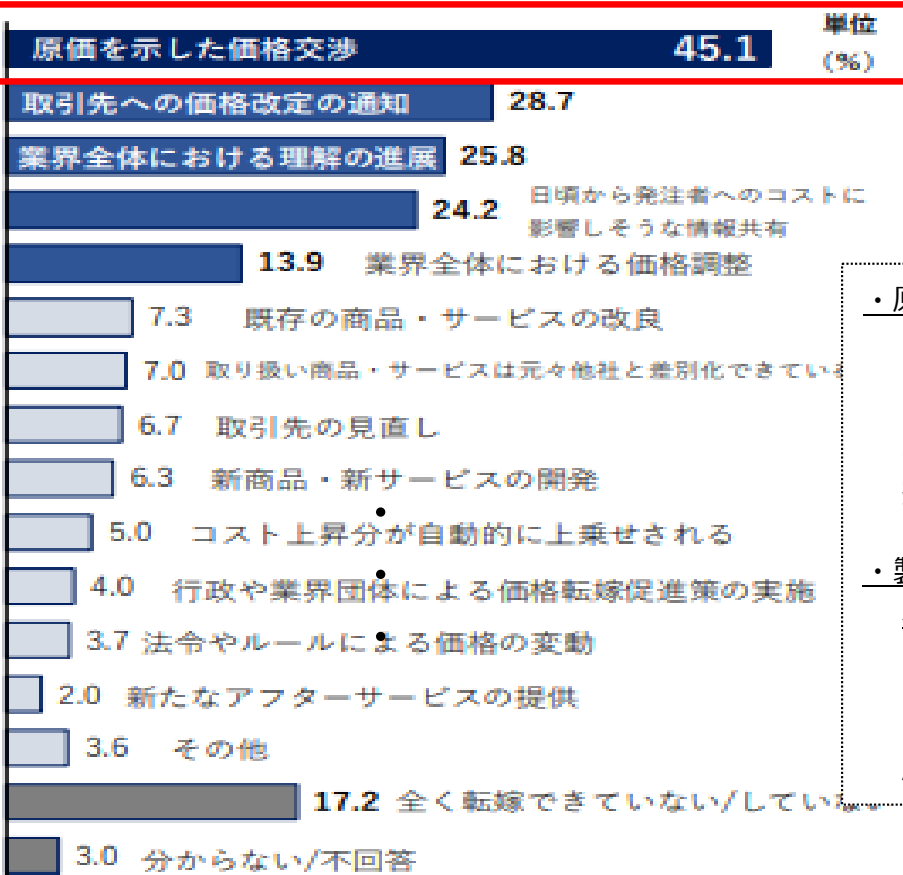 原価を示した価格交渉 45.1
単位
(%)
取引先への価格改定の通知 28.7
業界全体における理解の進展 25.8
24.2 日頃から発注者へのコストに
影響しそうな情報共有
13.9 業界全体における価格調整
7.3 既存の商品・サービスの改良
7.0 取り扱い商品・サービスは元々他社と差別化できてい
6.7 取引先の見直し
6.3 新商品・新サービスの開発
5.0 コスト上昇分が自動的に上乗せされる
4.0 行政や業界団体による価格転嫁促進策の実施
3.7 法令やルールによる価格の変動
2.0 新たなアフターサービスの提供
3.6 その他
17.2 全く転嫁できていない/してい
3.0 分からない/不回答